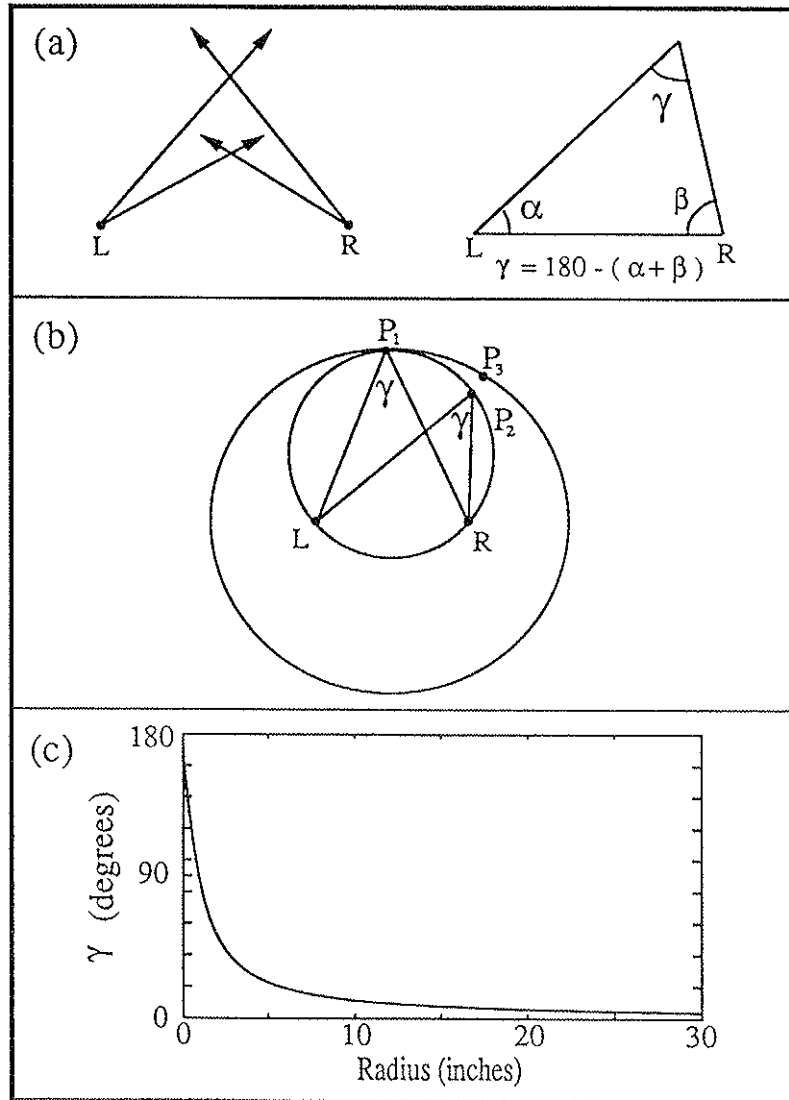 (a)
γ
α
β
L
R
L
R
γ = 180 - ( α + β )
(b)
P₁
P₃
γ
γ
P₂
L
R
(c)
180
90
0
γ (degrees)
0
10
20
30
Radius (inches)